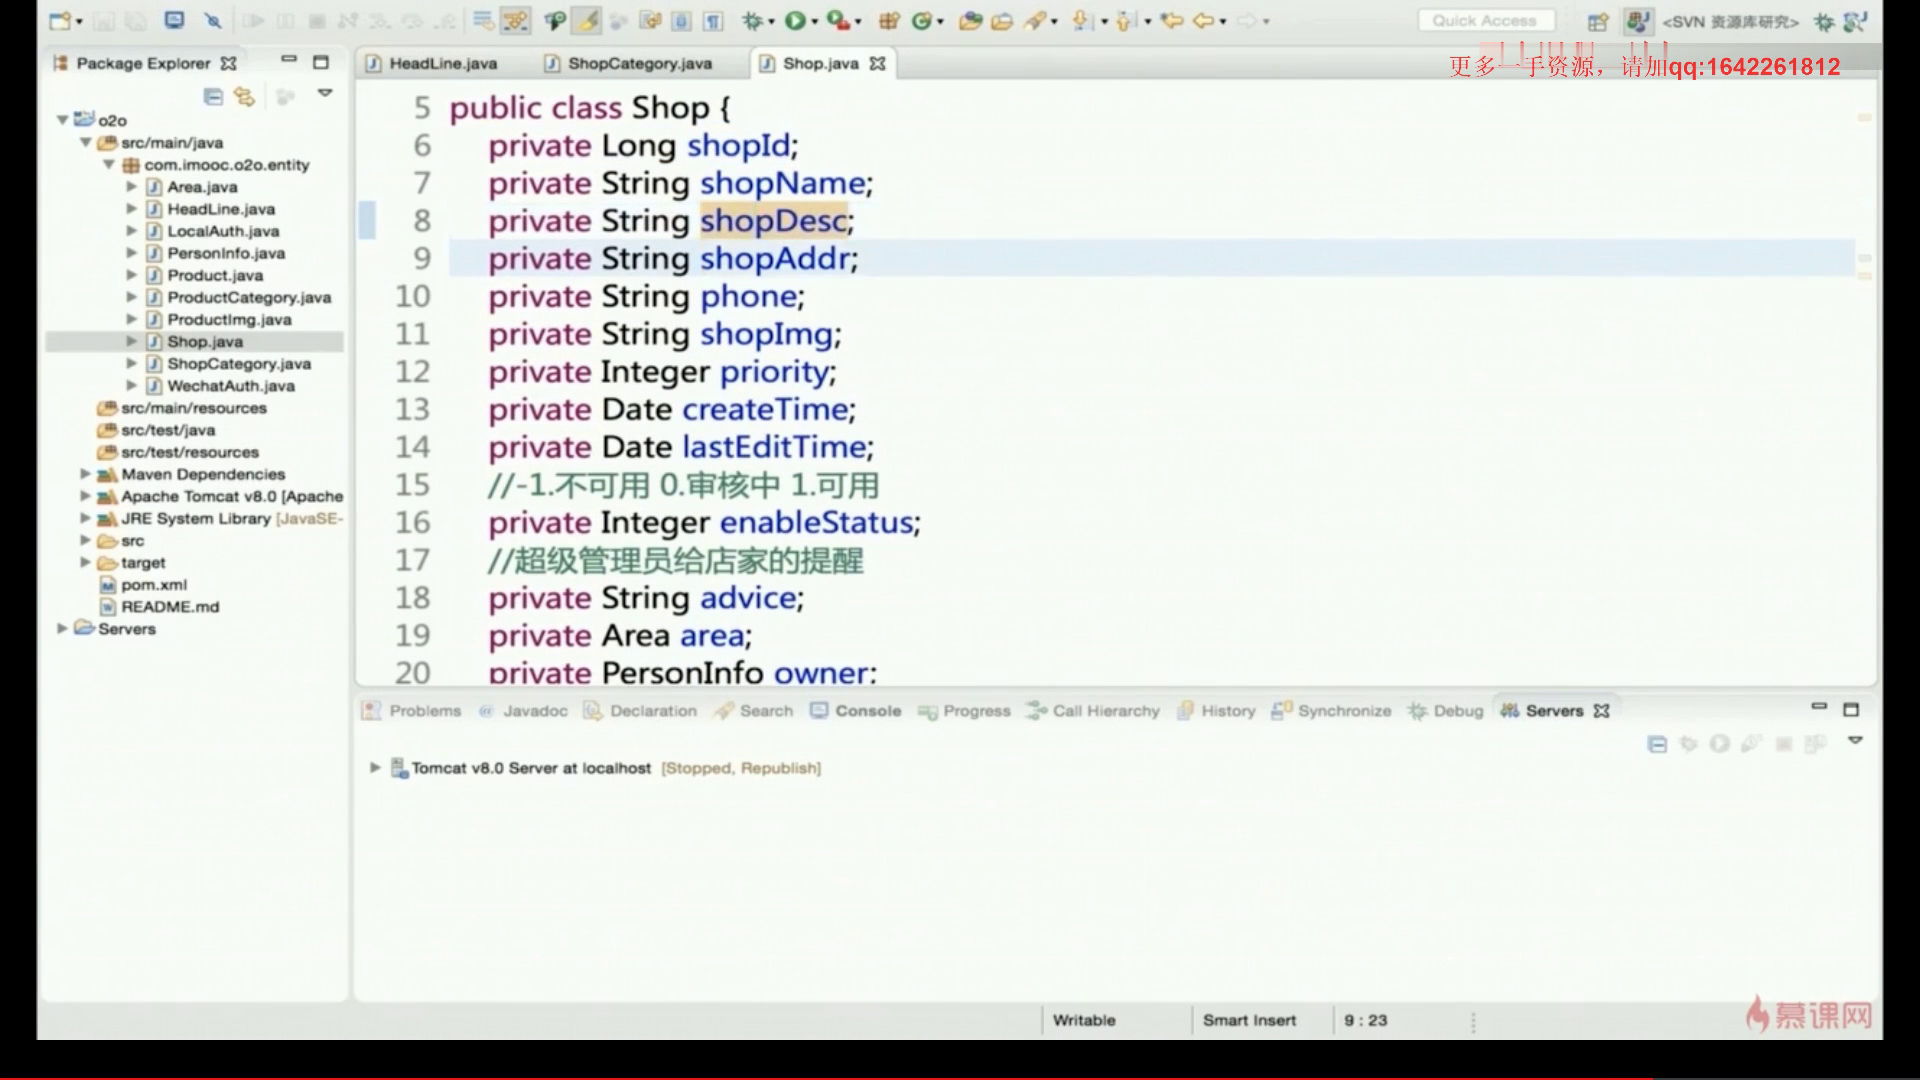 Quick Access
<SVN 资源库研究>
更多一手资源，请加qq:1642261812
Package Explorer
HeadLine.java
ShopCategory.java
Shop.java
o2o
src/main/java
com.imooc.o2o.entity
Area.java
HeadLine.java
LocalAuth.java
PersonInfo.java
Product.java
ProductCategory.java
ProductImg.java
Shop.java
ShopCategory.java
WechatAuth.java
src/main/resources
src/test/java
src/test/resources
Maven Dependencies
Apache Tomcat v8.0 [Apache
JRE System Library [JavaSE-
src
target
pom.xml
README.md
Servers
5 public class Shop {
6 private Long shopId;
7 private String shopName;
8 private String shopDesc;
9 private String shopAddr;
10 private String phone;
11 private String shopImg;
12 private Integer priority;
13 private Date createTime;
14 private Date lastEditTime;
15 //-1.不可用 0.审核中 1.可用
16 private Integer enableStatus;
17 //超级管理员给店家的提醒
18 private String advice;
19 private Area area;
20 private PersonInfo owner;
Problems Javadoc Declaration Search Console Progress Call Hierarchy History Synchronize Debug Servers
Tomcat v8.0 Server at localhost [Stopped, Republish]
Writable Smart Insert 9 : 23
慕课网